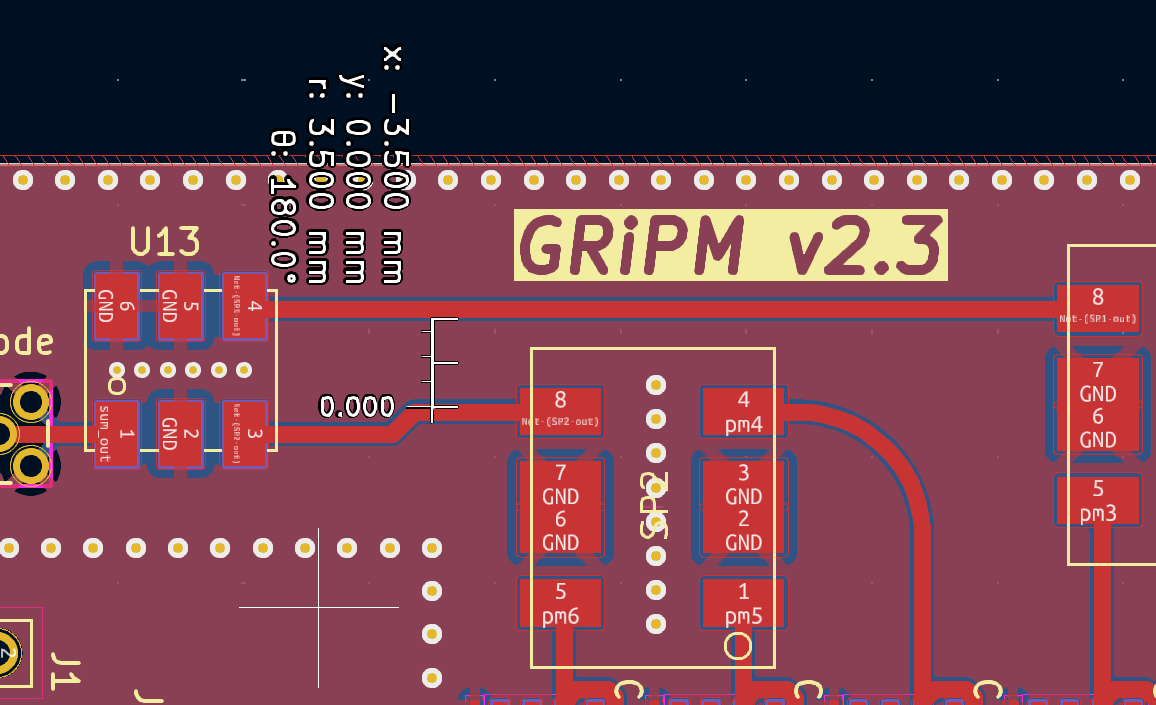 x: -3.500 mm
y: 0.000 mm
r: 3.500 mm
θ: 180.0°
U13
GRiPM v2.3
6
GND
5
GND
4
Net-(SP1-out)
8
Net-(SP1-out)
ode
7
GND
6
GND
0.000
1
sum_out
2
GND
3
Net-(SP2-out)
8
Net-(SP2-out)
4
pm4
7
GND
6
GND
SP2
3
GND
2
GND
5
pm3
5
pm6
1
pm5
2
J1
J
C
C
C